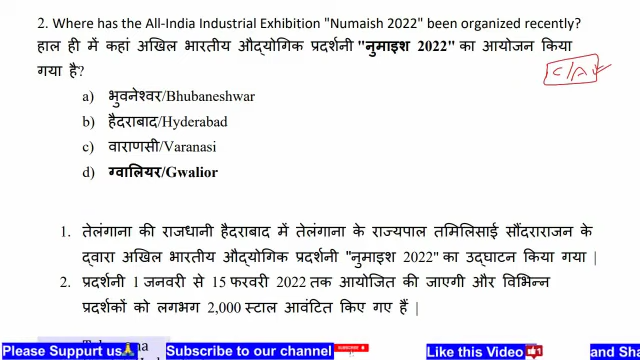 2. Where has the All-India Industrial Exhibition "Numaish 2022" been organized recently?
हाल ही में कहां अखिल भारतीय औद्योगिक प्रदर्शनी "नुमाइश 2022" का आयोजन किया
गया है?
C/A
a) भुवनेश्वर/Bhubaneshwar
b) हैदराबाद/Hyderabad
c) वाराणसी/Varanasi
d) ग्वालियर/Gwalior
1. तेलंगाना की राजधानी हैदराबाद में तेलंगाना के राज्यपाल तमिलिसाई सौंदराराजन के
द्वारा अखिल भारतीय औद्योगिक प्रदर्शनी "नुमाइश 2022" का उद्घाटन किया गया |
2. प्रदर्शनी 1 जनवरी से 15 फरवरी 2022 तक आयोजित की जाएगी और विभिन्न
प्रदर्शकों को लगभग 2,000 स्टाल आवंटित किए गए हैं |
Please Suppurt us Subscribe to our channel Like this Video and Sha